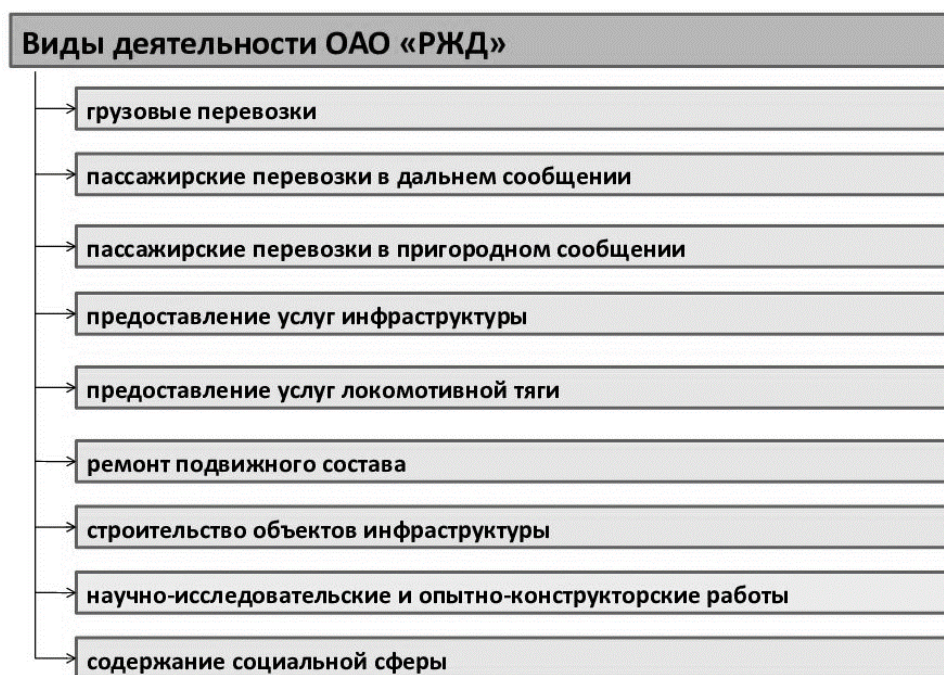 Виды деятельности ОАО «РЖД»
грузовые перевозки
пассажирские перевозки в дальнем сообщении
пассажирские перевозки в пригородном сообщении
предоставление услуг инфраструктуры
предоставление услуг локомотивной тяги
ремонт подвижного состава
строительство объектов инфраструктуры
научно-исследовательские и опытно-конструкторские работы
содержание социальной сферы